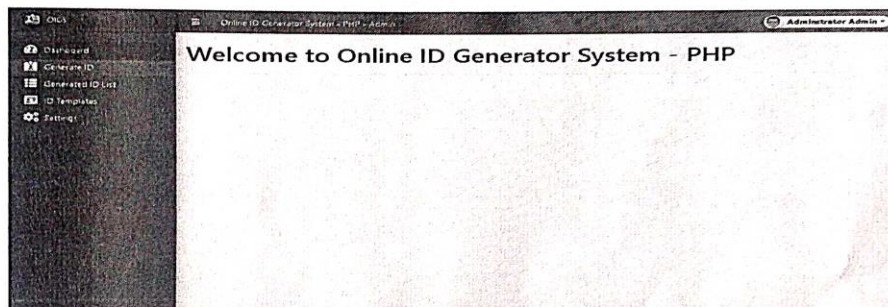 OIGS
Online ID Generator System - PHP - Admin
Adminstrator Admin
Dashboard
Generate ID
Generated ID List
ID Templates
Settings
Welcome to Online ID Generator System - PHP